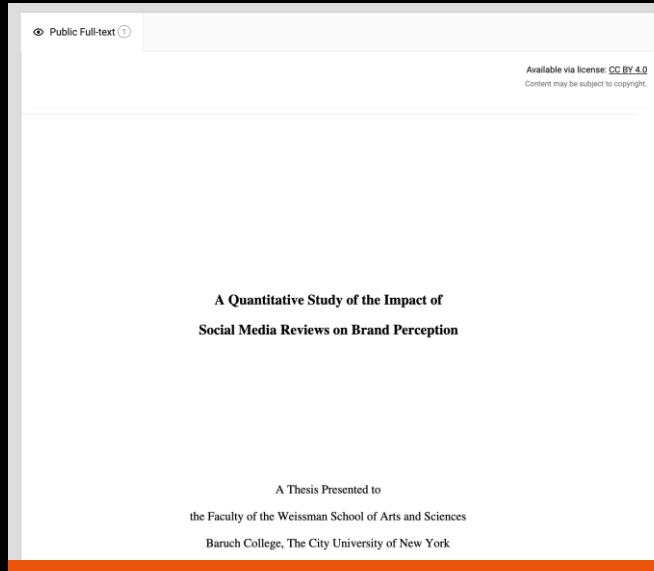 Public Full-text 1
Available via license: CC BY 4.0
Content may be subject to copyright.
A Quantitative Study of the Impact of
Social Media Reviews on Brand Perception
A Thesis Presented to
the Faculty of the Weissman School of Arts and Sciences
Baruch College, The City University of New York